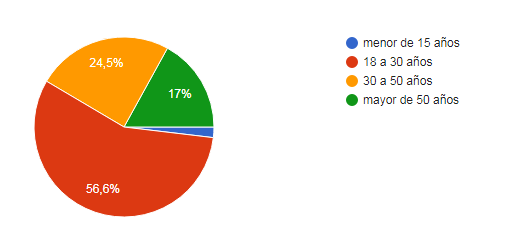 24,5%
17%
56,6%
menor de 15 años
18 a 30 años
30 a 50 años
mayor de 50 años